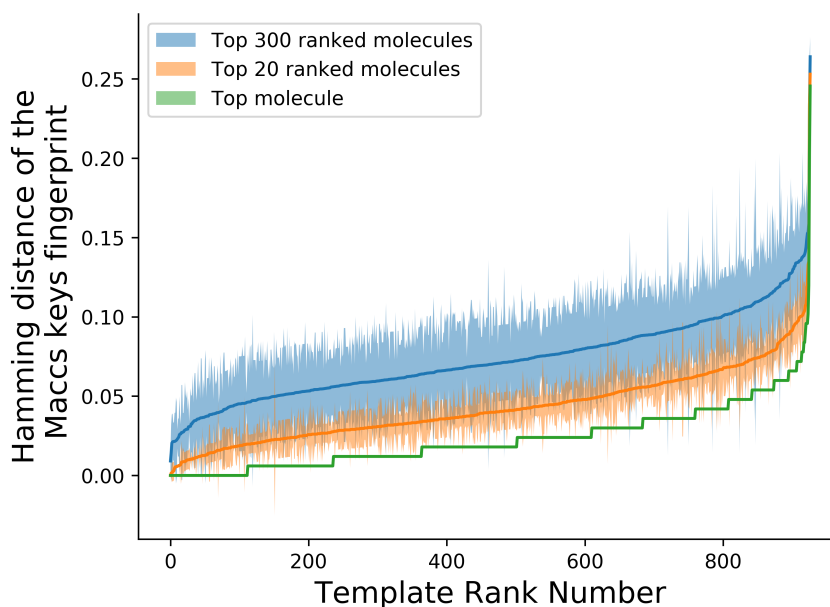 Top 300 ranked molecules
Top 20 ranked molecules
Top molecule
Hamming distance of the
Maccs keys fingerprint
0.25
0.20
0.15
0.10
0.05
0.00
0
200
400
600
800
Template Rank Number